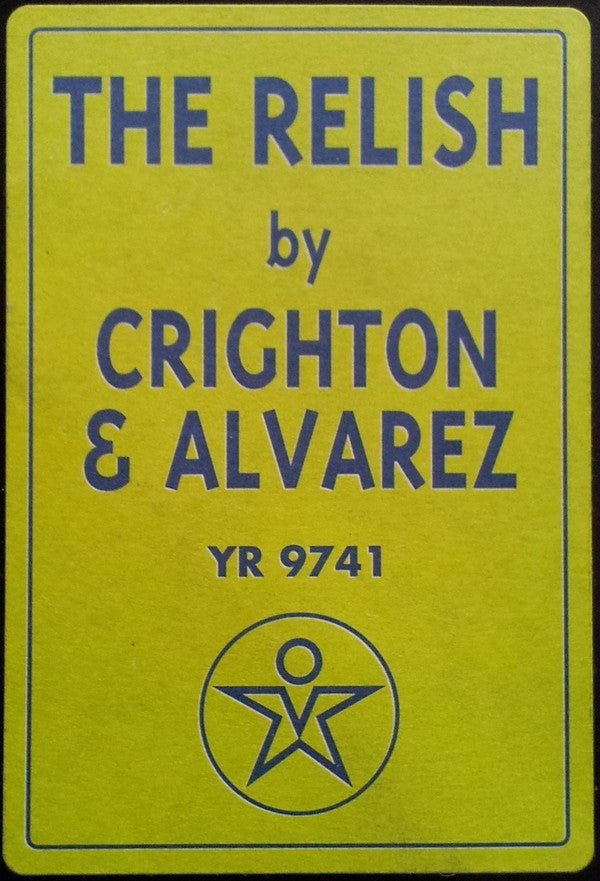 THE RELISH
by
CRIGHTON
& ALVAREZ
YR 9741